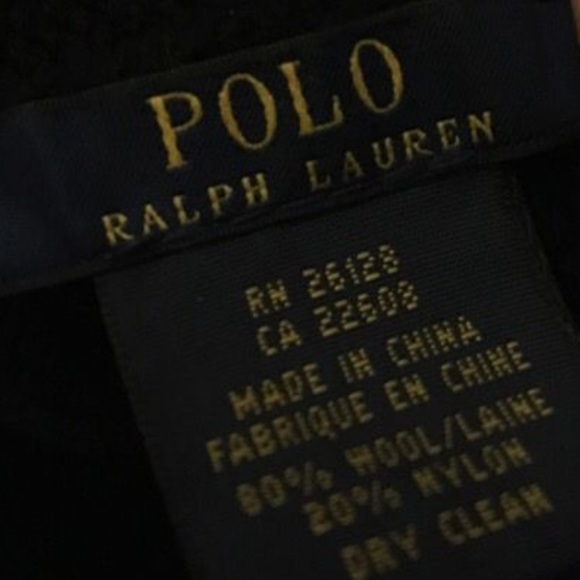 POLO
RALPH LAUREN
RN 26128
CA 22608
MADE IN CHINA
FABRIQUE EN CHINE
80% WOOL/LAINE
20% NYLON
DRY CLEAN